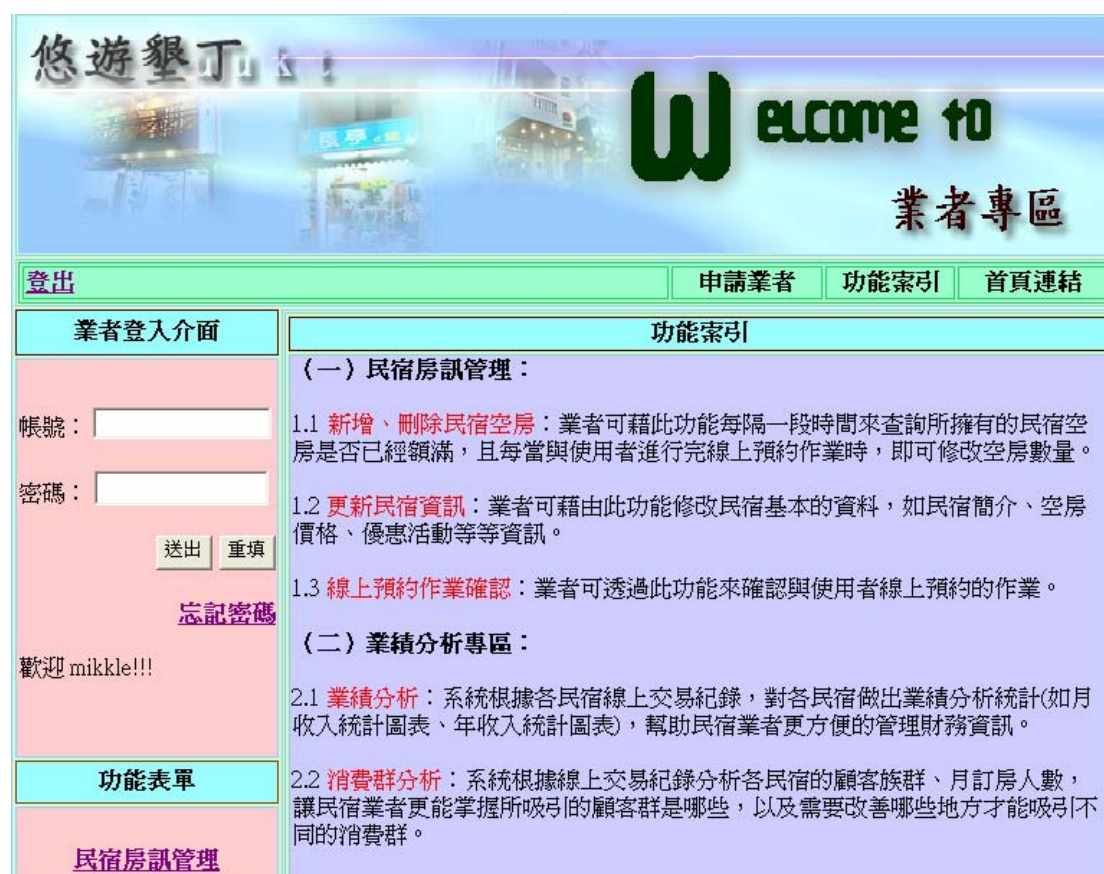 悠遊墾丁
Welcome to
業者專區
登出
申請業者
功能索引
首頁連結
業者登入介面
帳號：
密碼：
送出
重填
忘記密碼
歡迎 mikkle!!!
功能表單
民宿房訊管理
功能索引
（一）民宿房訊管理：
1.1 新增、刪除民宿空房：業者可藉此功能每隔一段時間來查詢所擁有的民宿空
房是否已經額滿，且每當與使用者進行完線上預約作業時，即可修改空房數量。
1.2 更新民宿資訊：業者可藉由此功能修改民宿基本的資料，如民宿簡介、空房
價格、優惠活動等等資訊。
1.3 線上預約作業確認：業者可透過此功能來確認與使用者線上預約的作業。
（二）業績分析專區：
2.1 業績分析：系統根據各民宿線上交易紀錄，對各民宿做出業績分析統計(如月
收入統計圖表、年收入統計圖表)，幫助民宿業者更方便的管理財務資訊。
2.2 消費群分析：系統根據線上交易紀錄分析各民宿的顧客族群、月訂房人數，
讓民宿業者更能掌握所吸引的顧客群是哪些，以及需要改善哪些地方才能吸引不
同的消費群。